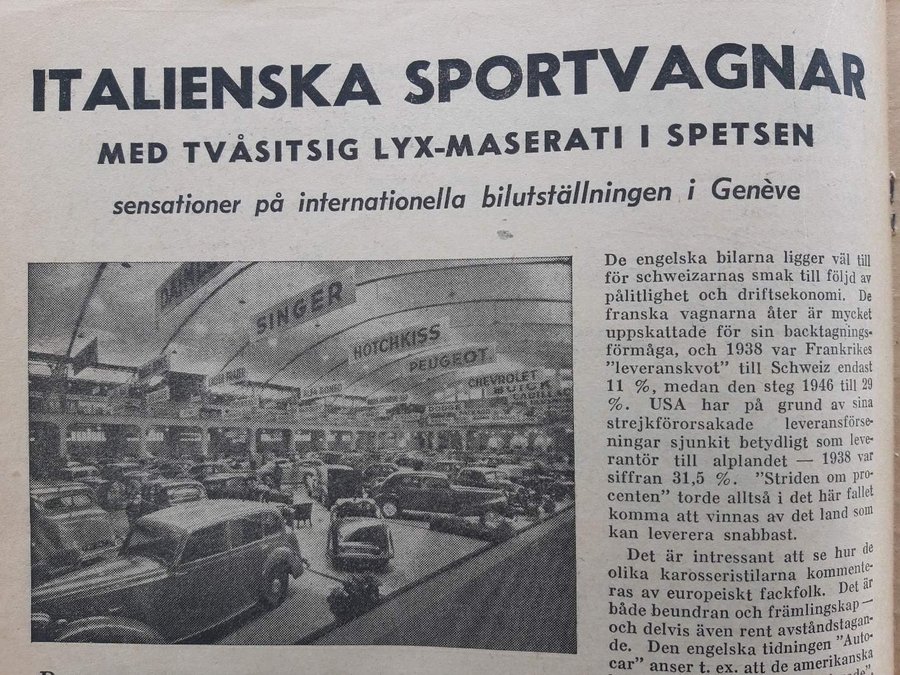 ITALIENSKA SPORTVAGNAR
MED TVÅSITSIG LYX-MASERATI I SPETSEN
sensationer på internationella bilutställningen i Genève
SINGER
HOTCHKISS
PEUGEOT
CHEVROLET
BUICK
CADILLAC
DODGE
ALFA ROMEO
De engelska bilarna ligger väl till
för schweizarnas smak till följd av
pålitlighet och driftsekonomi. De
franska vagnarna åter är mycket
uppskattade för sin backtagnings-
förmåga, och 1938 var Frankrikes
"leveranskvot" till Schweiz endast
11 %, medan den steg 1946 till 29
%. USA har på grund av sina
strejkförorsakade leveransförse-
ningar sjunkit betydligt som leve-
rantör till alplandet — 1938 var
siffran 31,5 %. "Striden om pro-
centen" torde alltså i det här fallet
komma att vinnas av det land som
kan leverera snabbast.
Det är intressant att se hur de
olika karosseristilarna kommente-
ras av europeiskt fackfolk. Det är
både beundran och främlingskap —
och delvis även rent avståndstagan-
de. Den engelska tidningen "Auto-
car" anser t. ex. att de amerikanska